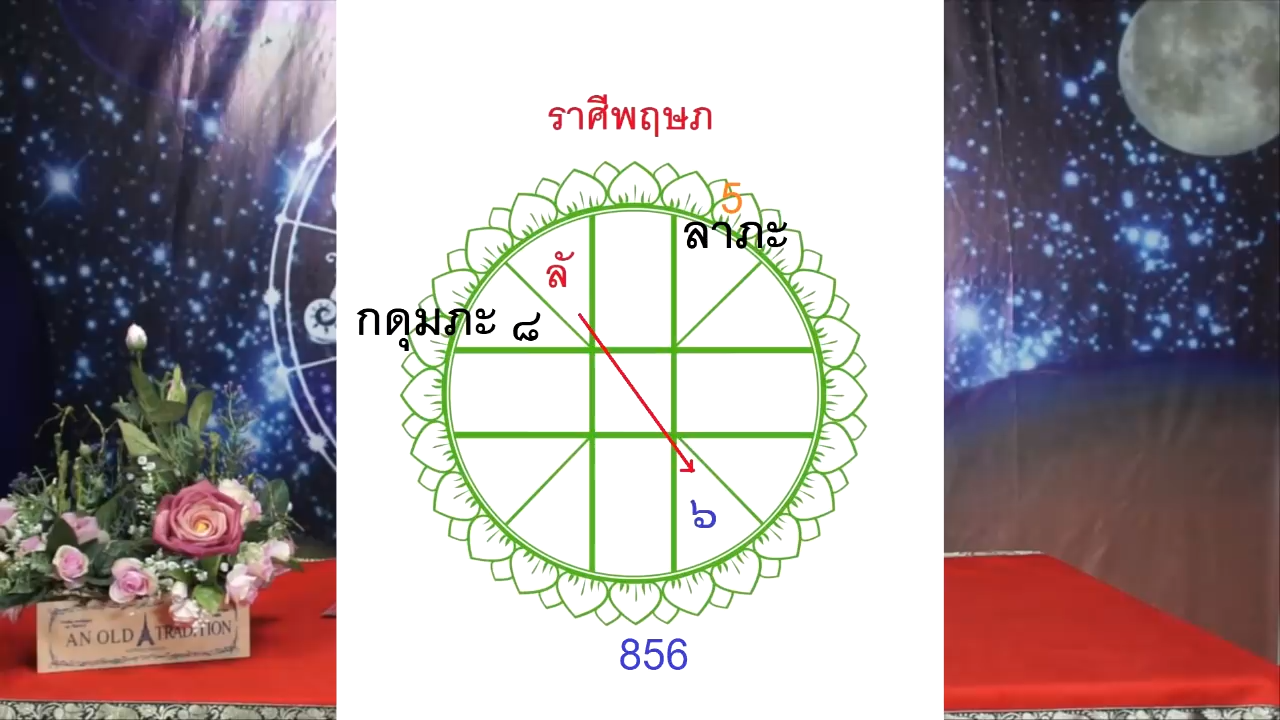 ราศีพฤษภ
5
ลาภะ
ลั
กดุมภะ ๘
๖
AN OLD TRADITION
856